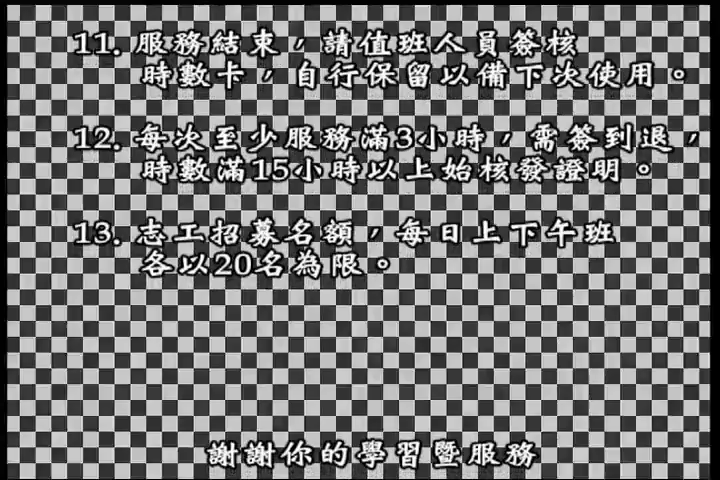 11. 服務結束，請值班人員簽核
時數卡，自行保留以備下次使用。
12. 每次至少服務滿3小時，需簽到退，
時數滿15小時以上始核發證明。
13. 志工招募名額，每日上下午班
各以20名為限。
謝謝你的學習暨服務